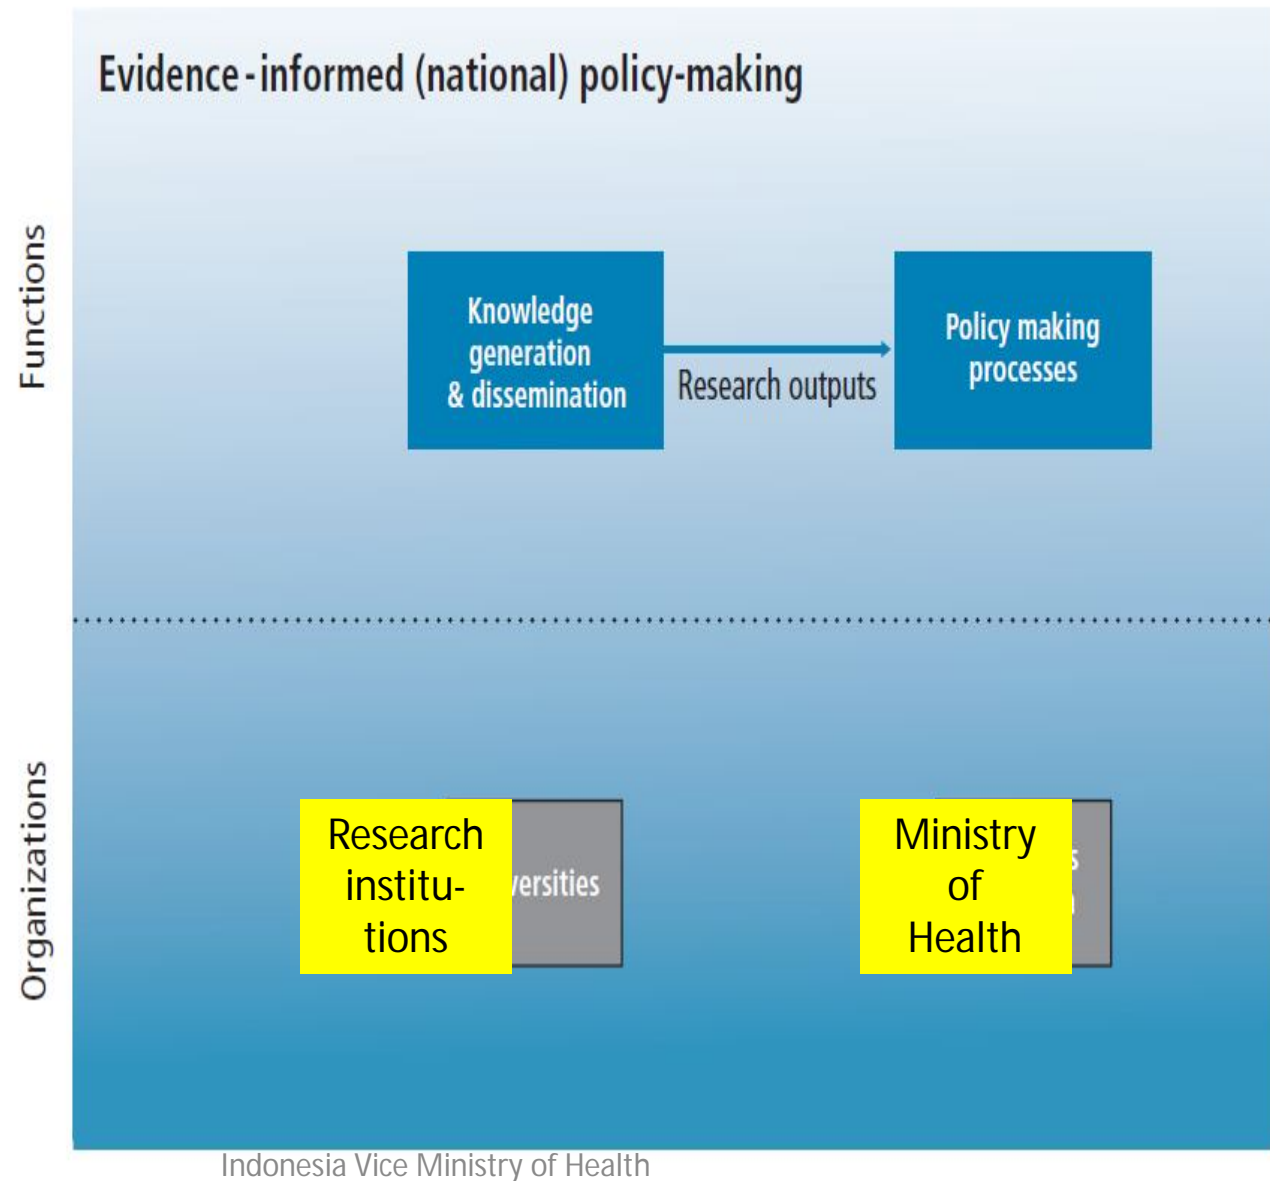 Evidence-informed (national) policy-making
Functions
Knowledge
generation
& dissemination
Research outputs
Policy making
processes
Organizations
Research
institu-
tions
versities
Ministry
of
Health
s
Indonesia Vice Ministry of Health